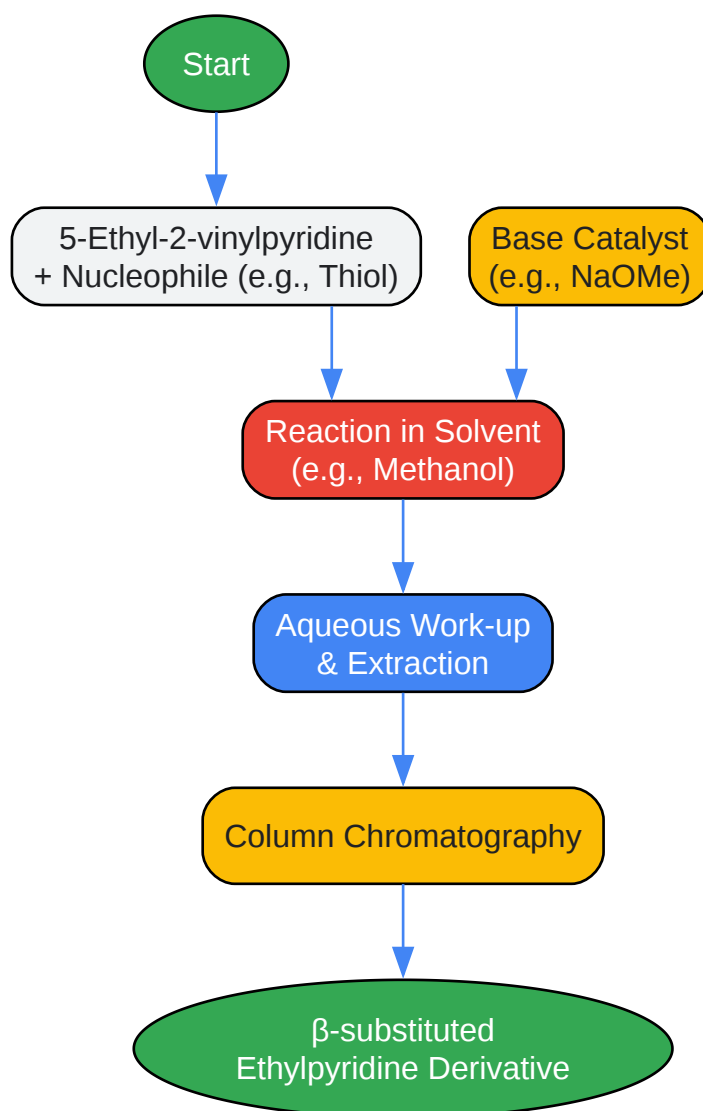 Start
5-Ethyl-2-vinylpyridine
+ Nucleophile (e.g., Thiol)
Base Catalyst
(e.g., NaOMe)
Reaction in Solvent
(e.g., Methanol)
Aqueous Work-up
& Extraction
Column Chromatography
β-substituted
Ethylpyridine Derivative